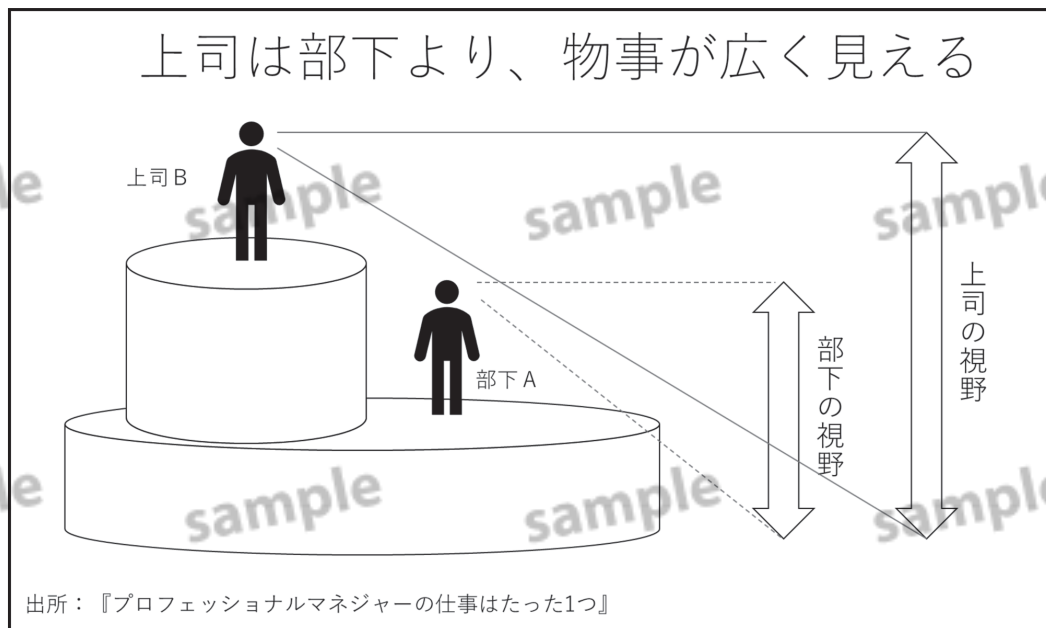 上司は部下より、物事が広く見える
上司B
sample
sample
sample
部下A
部下の視野
上司の視野
sample
sample
sample
出所：『プロフェッショナルマネジャーの仕事はたった1つ』